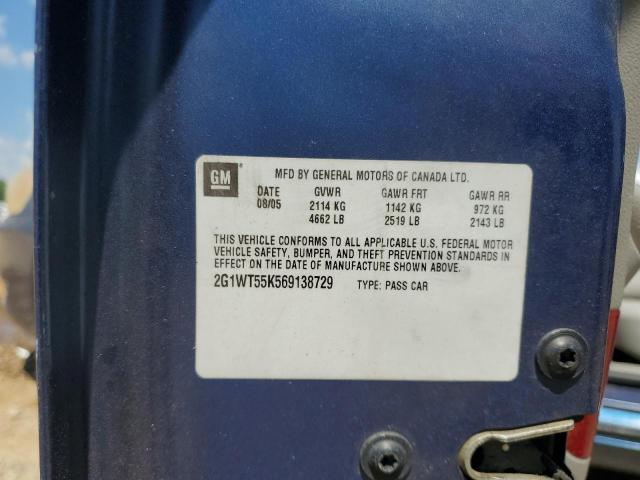 GM MFD BY GENERAL MOTORS OF CANADA LTD.
DATE GVWR GAWR FRT GAWR RR
08/05 2114 KG 1142 KG 972 KG
4662 LB 2519 LB 2143 LB
THIS VEHICLE CONFORMS TO ALL APPLICABLE U.S. FEDERAL MOTOR
VEHICLE SAFETY, BUMPER, AND THEFT PREVENTION STANDARDS IN
EFFECT ON THE DATE OF MANUFACTURE SHOWN ABOVE.
2G1WT55K569138729 TYPE: PASS CAR